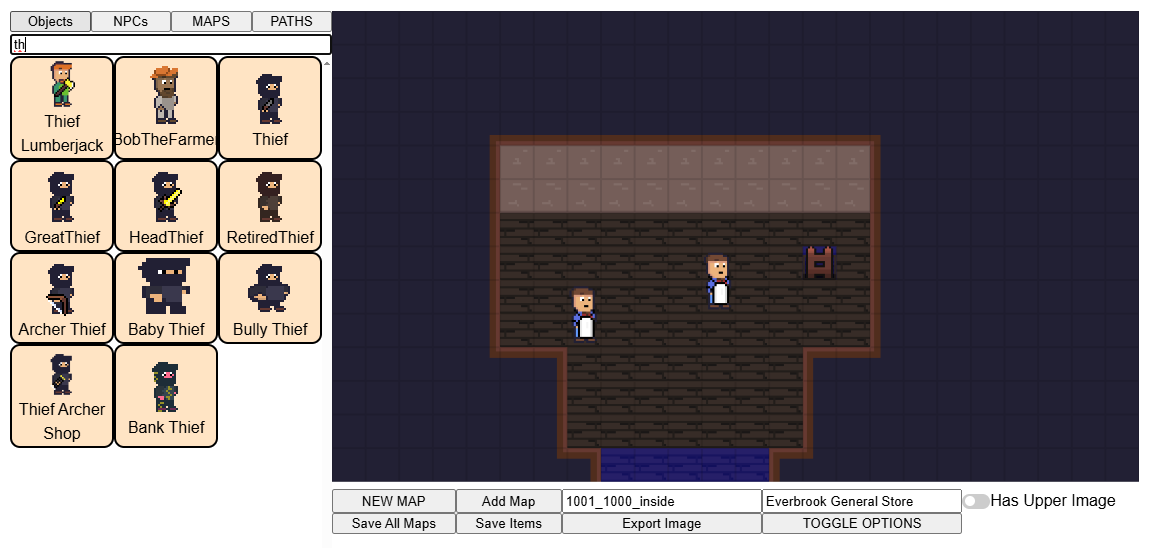 Objects NPCs MAPS PATHS
th
Thief Lumberjack
BobTheFarmer
Thief
GreatThief
HeadThief
RetiredThief
Archer Thief
Baby Thief
Bully Thief
Thief Archer Shop
Bank Thief
NEW MAP Add Map 1001_1000_inside Everbrook General Store Has Upper Image
Save All Maps Save Items Export Image TOGGLE OPTIONS